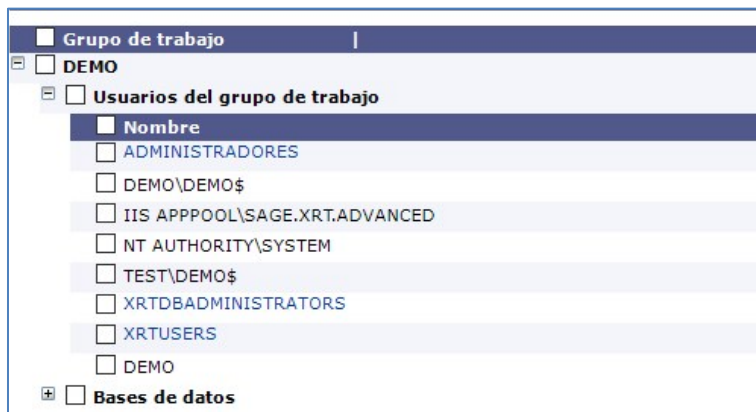 Grupo de trabajo |
DEMO
Usuarios del grupo de trabajo
Nombre
ADMINISTRADORES
DEMO\DEMO$
IIS APPPOOL\SAGE.XRT.ADVANCED
NT AUTHORITY\SYSTEM
TEST\DEMO$
XRTDBADMINISTRATORS
XRTUSERS
DEMO
Bases de datos